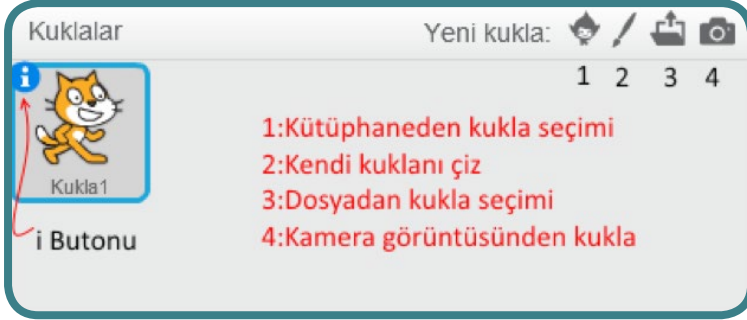 Kuklalar Yeni kukla:
1 2 3 4
i
1:Kütüphaneden kukla seçimi
2:Kendi kuklanı çiz
Kukla1
3:Dosyadan kukla seçimi
i Butonu
4:Kamera görüntüsünden kukla